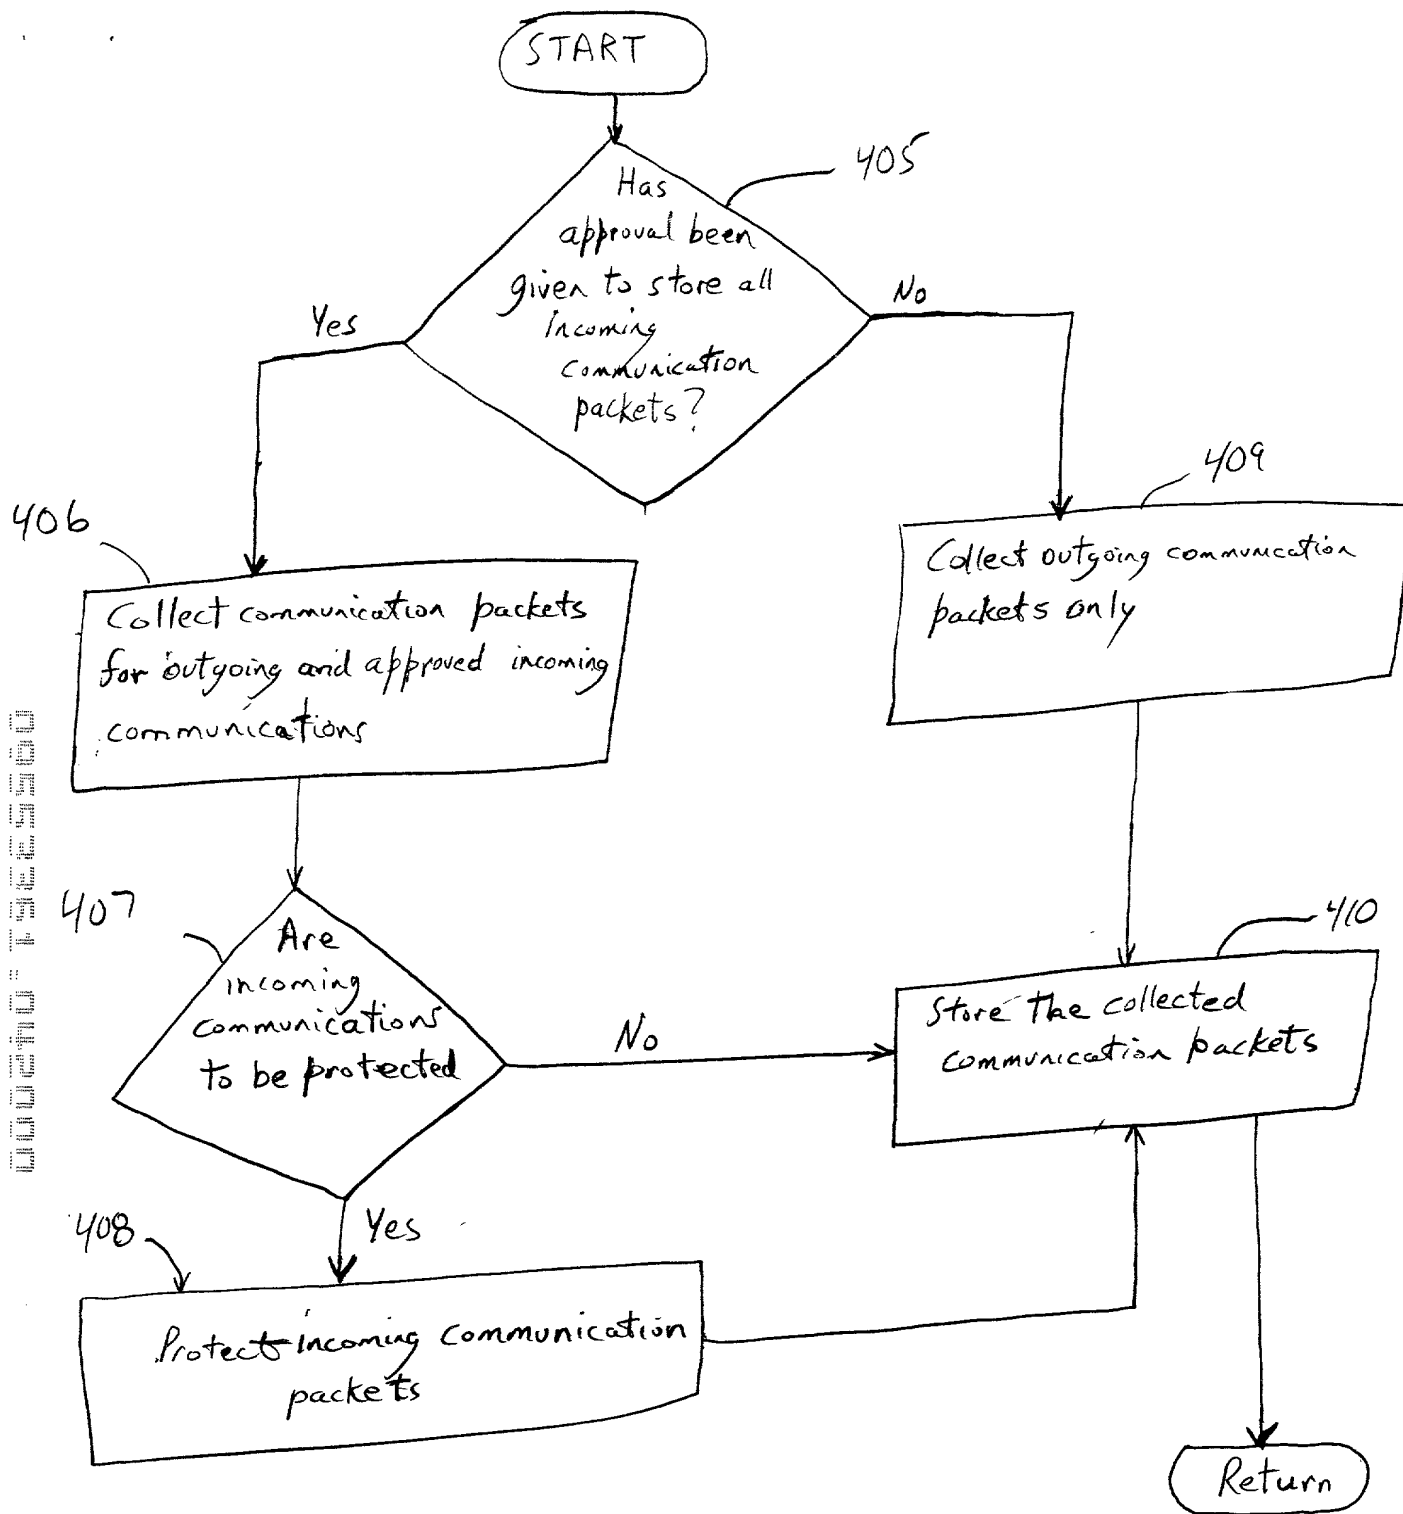 START
405
Has
approval been
given to store all
incoming
communication
packets?
Yes
No
409
Collect outgoing communication
packets only
406
Collect communication packets
for outgoing and approved incoming
communications
407
Are
incoming
communications
to be protected
No
410
Store the collected
communication packets
Yes
408
Protect incoming communication
packets
Return